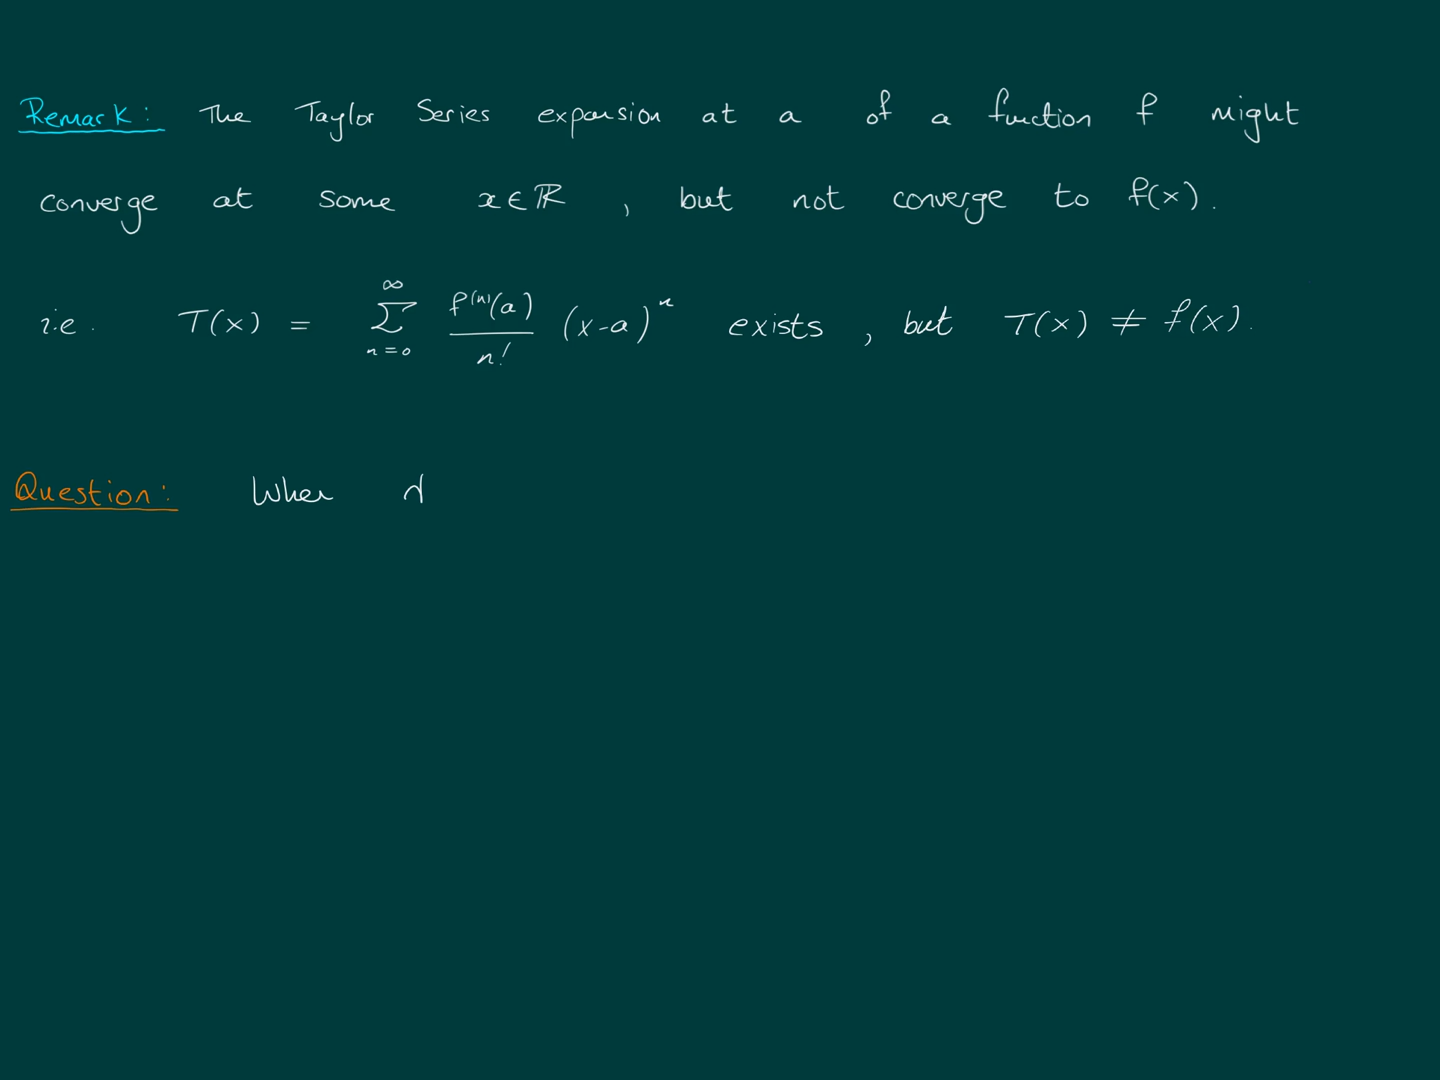 Remark: The Taylor Series expansion at a of a function f might
converge at some x ∈ ℝ , but not converge to f(x).
i.e. T(x) = ∑_{n=0}^{∞} \frac{f^{(n)}(a)}{n!} (x-a)^n exists , but T(x) ≠ f(x).
Question: When d